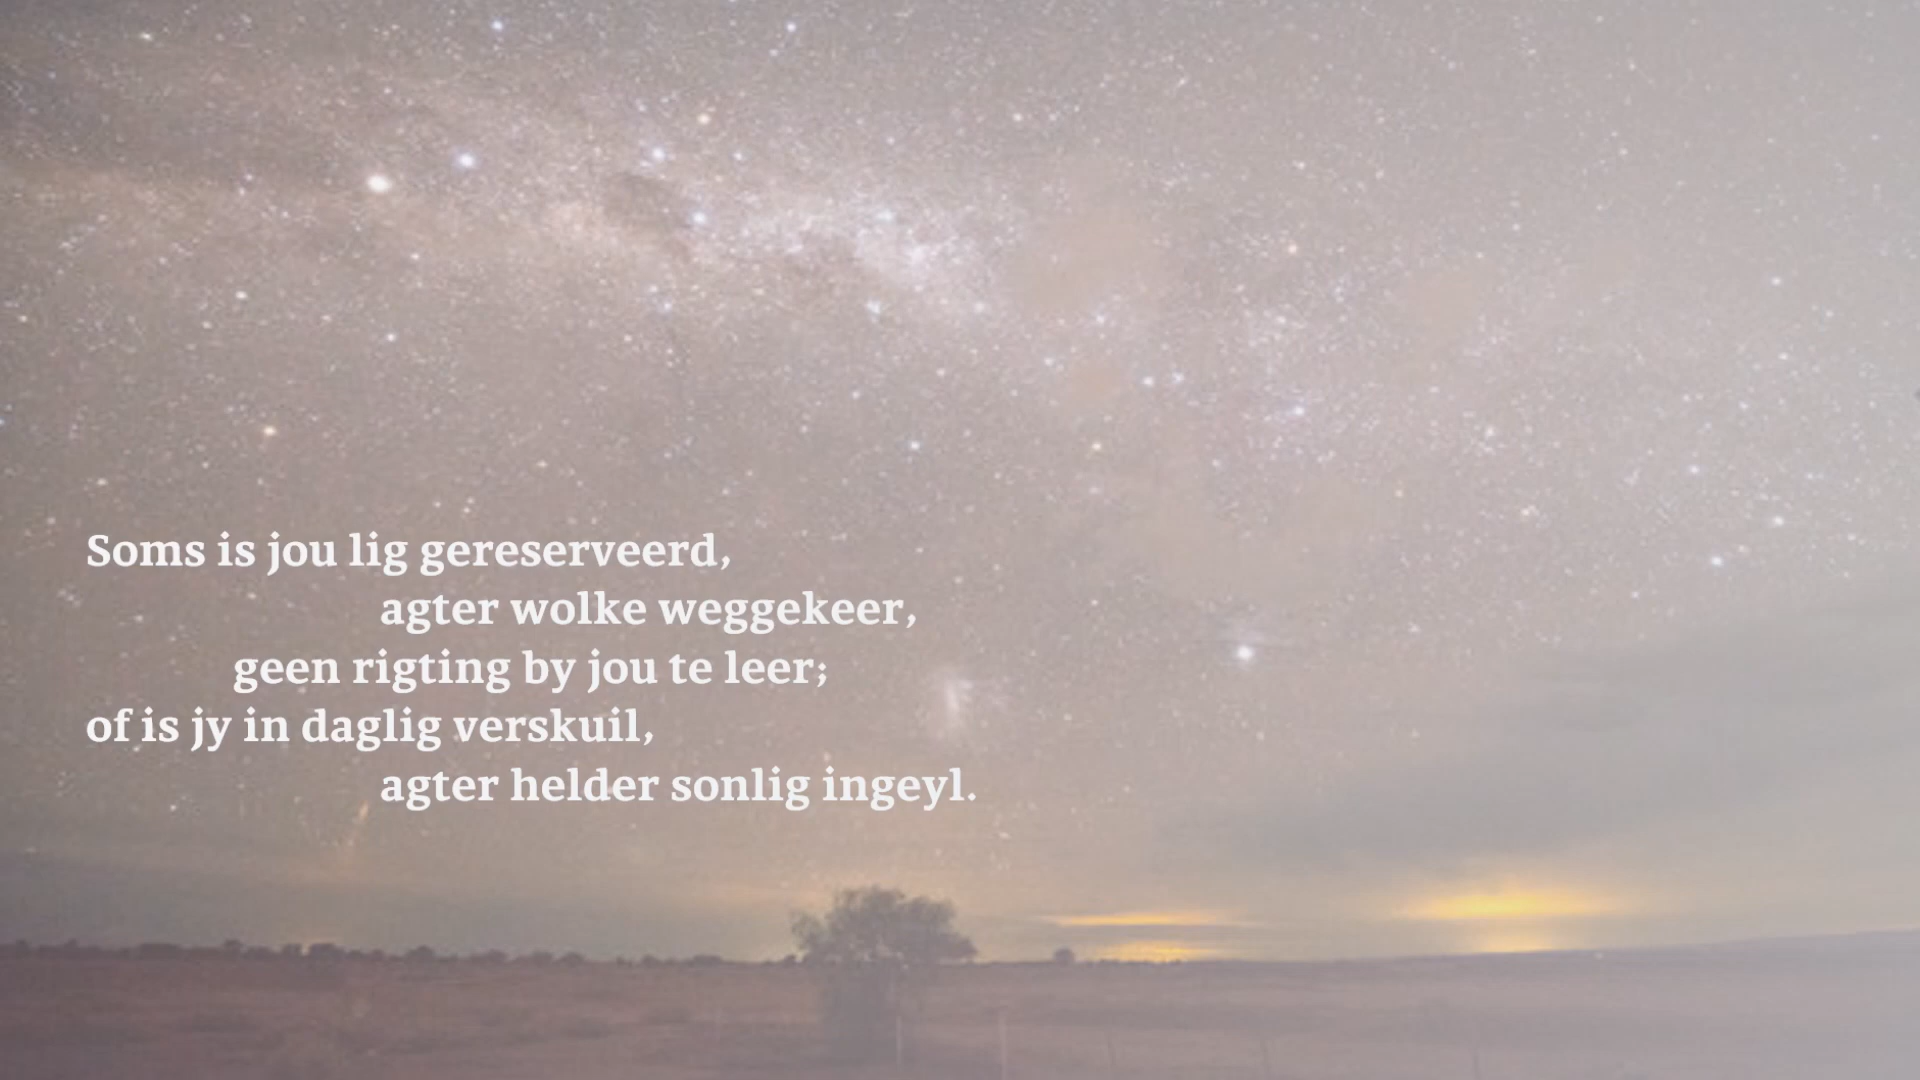 Soms is jou lig gereserveerd,
agter wolke weggekeer,
geen rigting by jou te leer;
of is jy in daglig verskuil,
agter helder sonlig ingeyl.